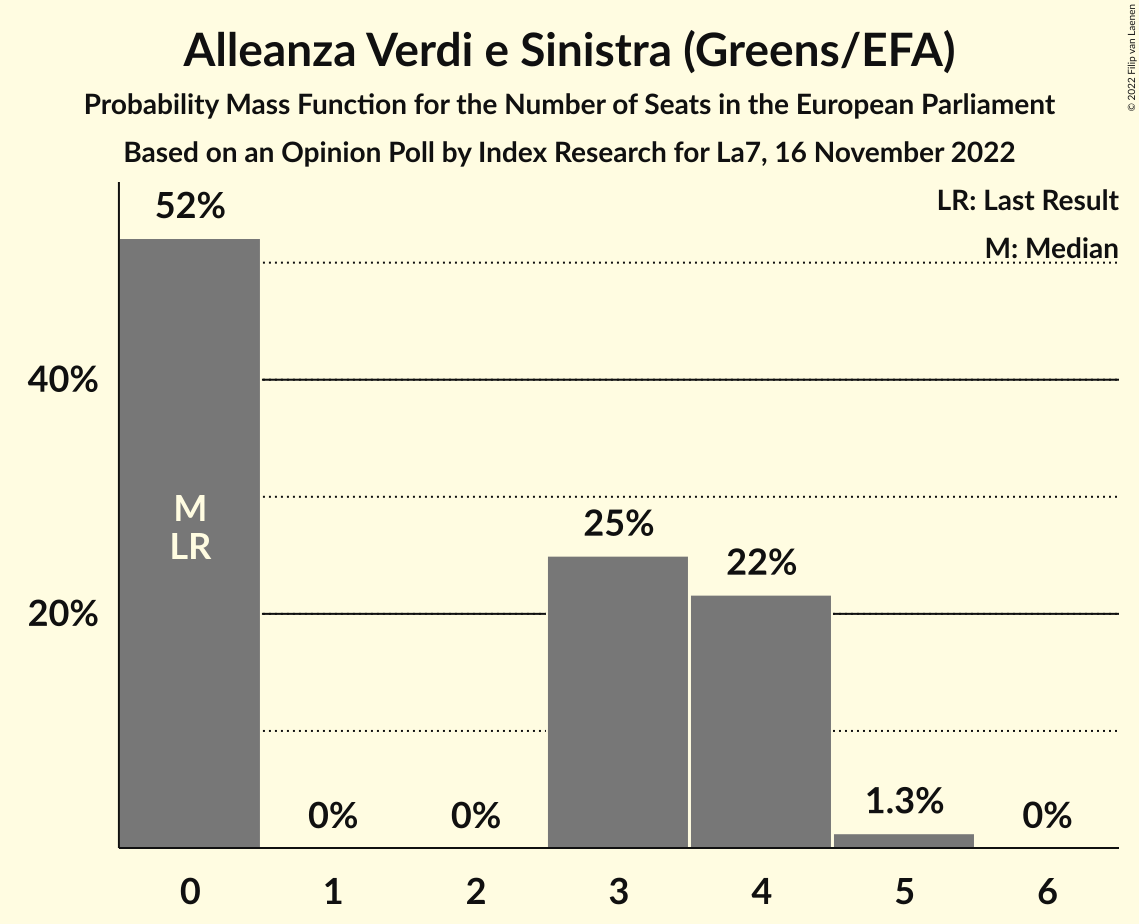 Alleanza Verdi e Sinistra (Greens/EFA)
Probability Mass Function for the Number of Seats in the European Parliament
Based on an Opinion Poll by Index Research for La7, 16 November 2022
© 2022 Filip van Laenen
LR: Last Result
M: Median
52%
40%
M
LR
25%
22%
20%
1.3%
0%
0%
0%
0 1 2 3 4 5 6